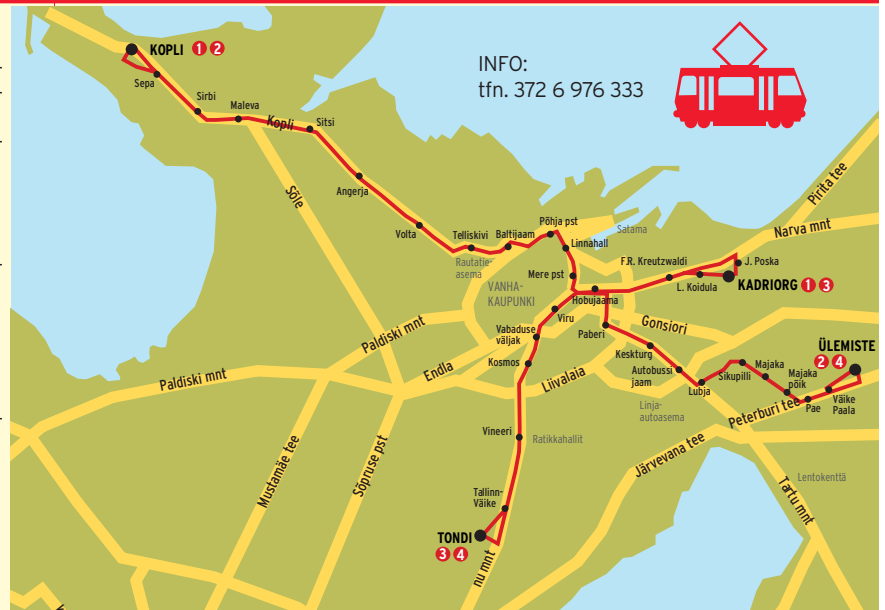 INFO:
tfn. 372 6 976 333
KOPLI 1 2
Sepa
Sirbi
Maleva
Kopli
Sitsi
Sõle
Angerja
Volta
Telliskivi
Baltijaam
Põhja pst
Linnahall
Satama
Rautatie-
asema
VANHA-
KAUPUNKI
Mere pst
F.R. Kreutzwaldi
J. Poska
Pirita tee
Narva mnt
L. Koidula
KADRIORG 1 3
Hobujaama
Viru
Gonsiori
Paberi
Vabaduse
väljak
Kosmos
Keskturg
Autobussi
jaam
Lubja
Sikupilli
Majaka
Majaka
põik
Pae
Väike
Paala
ÜLEMISTE
2 4
Paldiski mnt
Paldiski mnt
Endla
Liivalaia
Linja-
autoasema
Peterburi tee
Järvevana tee
Vineeri
Ratikkahallit
Mustamäe tee
Sõpruse pst
Tallinn-
Väike
TONDI
3 4
nu mnt
Tartu mnt
Lentokenttä